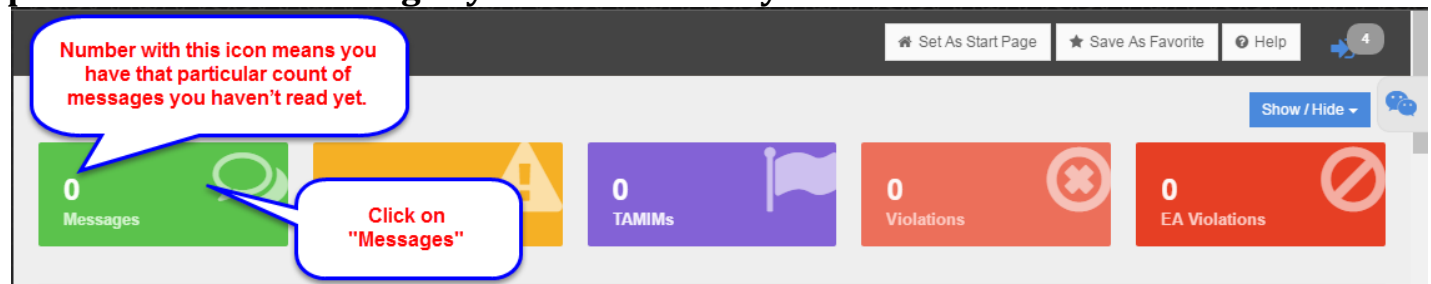 Number with this icon means you
have that particular count of
messages you haven't read yet.
Set As Start Page
Save As Favorite
Help
4
Show / Hide
0
Messages
Click on
"Messages"
0
TAMIMs
0
Violations
0
EA Violations